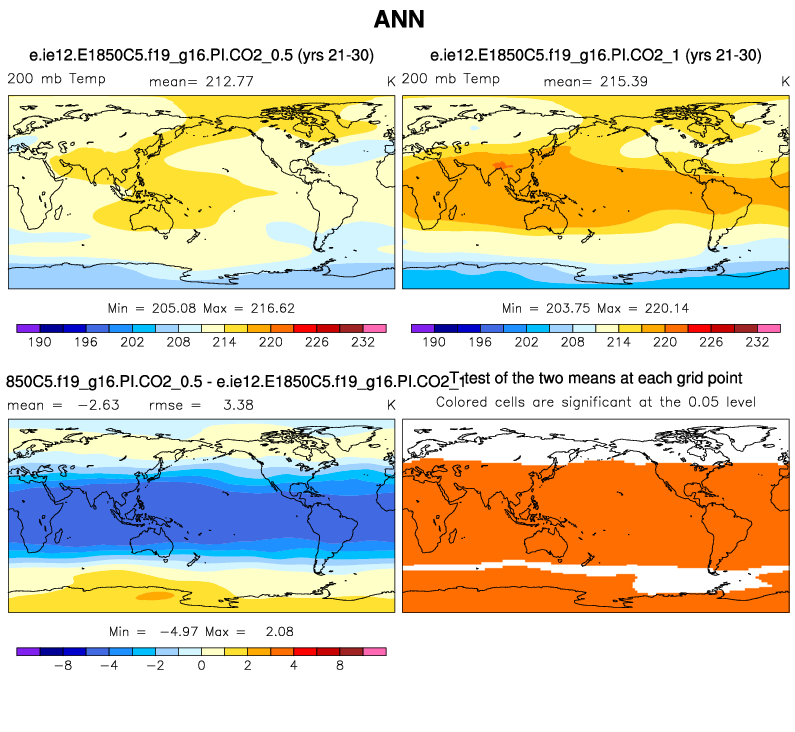 ANN
e.ie12.E1850C5.f19_g16.PI.CO2_0.5 (yrs 21-30)
200 mb Temp mean= 212.77 K
Min = 205.08 Max = 216.62
190 196 202 208 214 220 226 232
e.ie12.E1850C5.f19_g16.PI.CO2_1 (yrs 21-30)
200 mb Temp mean= 215.39 K
Min = 203.75 Max = 220.14
190 196 202 208 214 220 226 232
850C5.f19_g16.PI.CO2_0.5 - e.ie12.E1850C5.f19_g16.PI.CO2_1
mean = -2.63 rmse = 3.38 K
Min = -4.97 Max = 2.08
-8 -4 -2 0 2 4 8
T-test of the two means at each grid point
Colored cells are significant at the 0.05 level